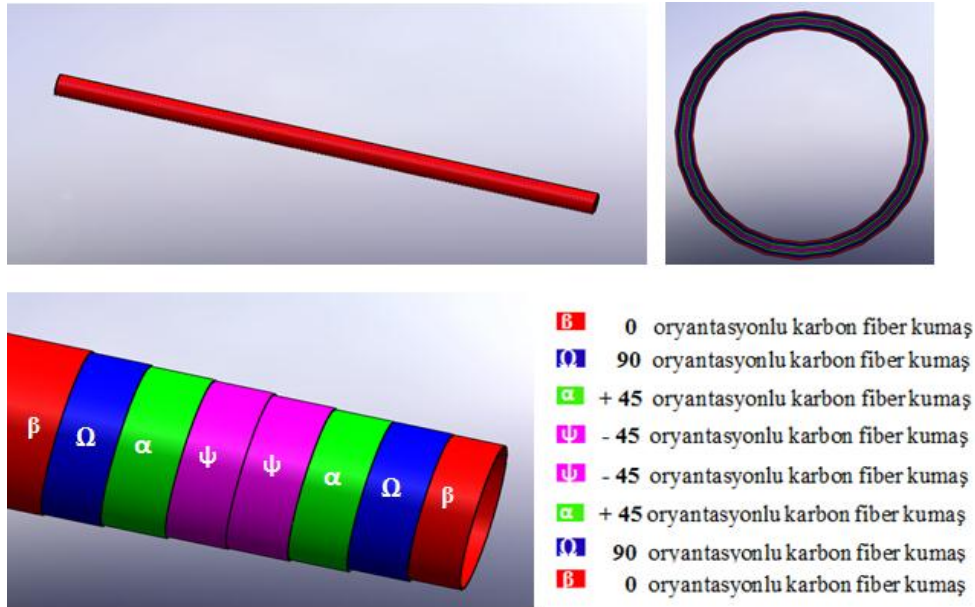 β Ω α ψ ψ α Ω β
β 0 oryantasyonlu karbon fiber kumaş
Ω 90 oryantasyonlu karbon fiber kumaş
α + 45 oryantasyonlu karbon fiber kumaş
ψ - 45 oryantasyonlu karbon fiber kumaş
ψ - 45 oryantasyonlu karbon fiber kumaş
α + 45 oryantasyonlu karbon fiber kumaş
Ω 90 oryantasyonlu karbon fiber kumaş
β 0 oryantasyonlu karbon fiber kumaş